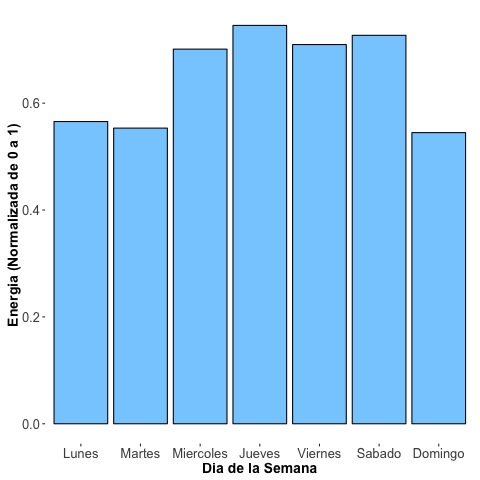 Energia (Normalizada de 0 a 1)
0.6
0.4
0.2
0.0
Lunes Martes Miercoles Jueves Viernes Sabado Domingo
Dia de la Semana